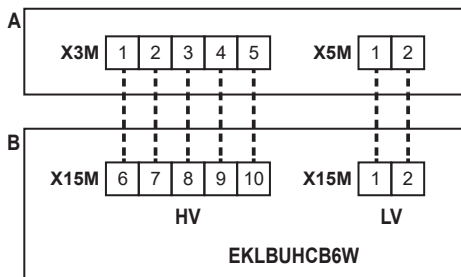 A
X3M 1 2 3 4 5 X5M 1 2
B
X15M 6 7 8 9 10 X15M 1 2
HV LV
EKLBUHCB6W